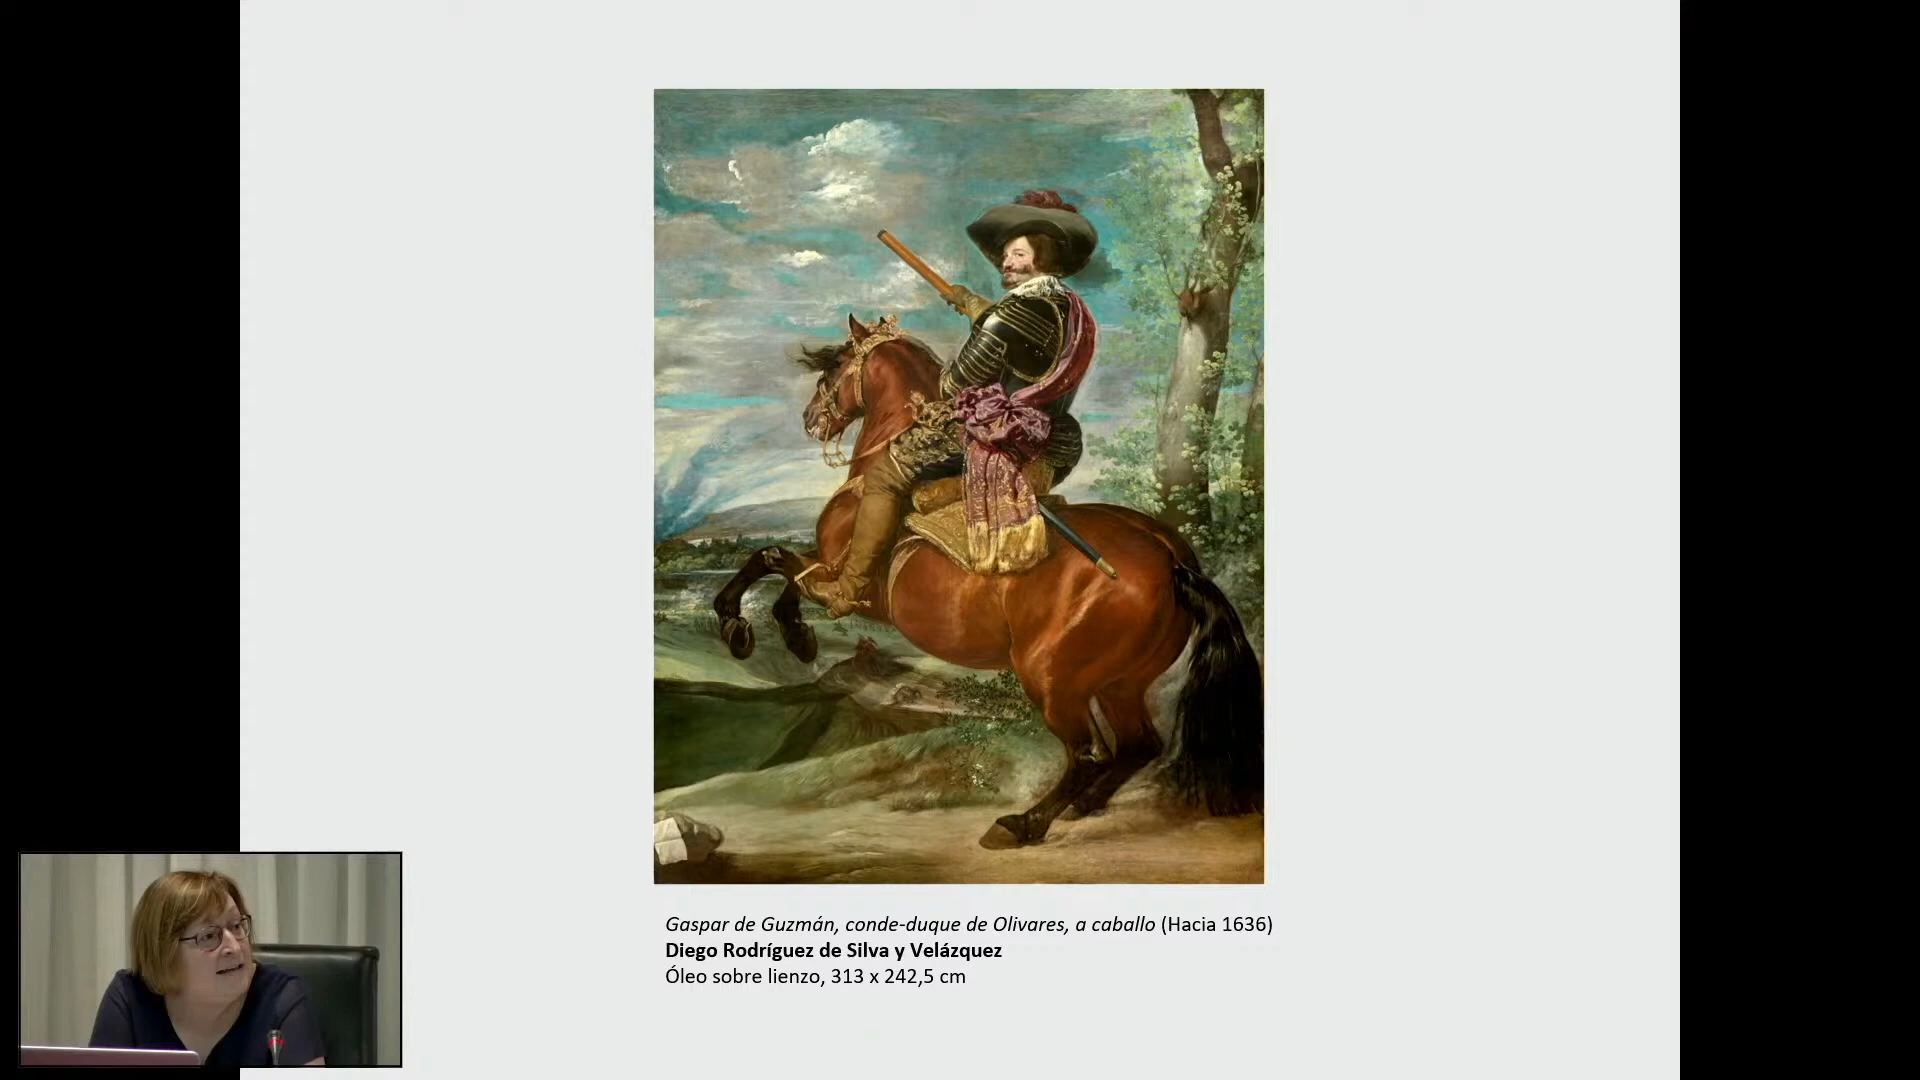 Gaspar de Guzmán, conde-duque de Olivares, a caballo (Hacia 1636)
Diego Rodríguez de Silva y Velázquez
Óleo sobre lienzo, 313 x 242,5 cm